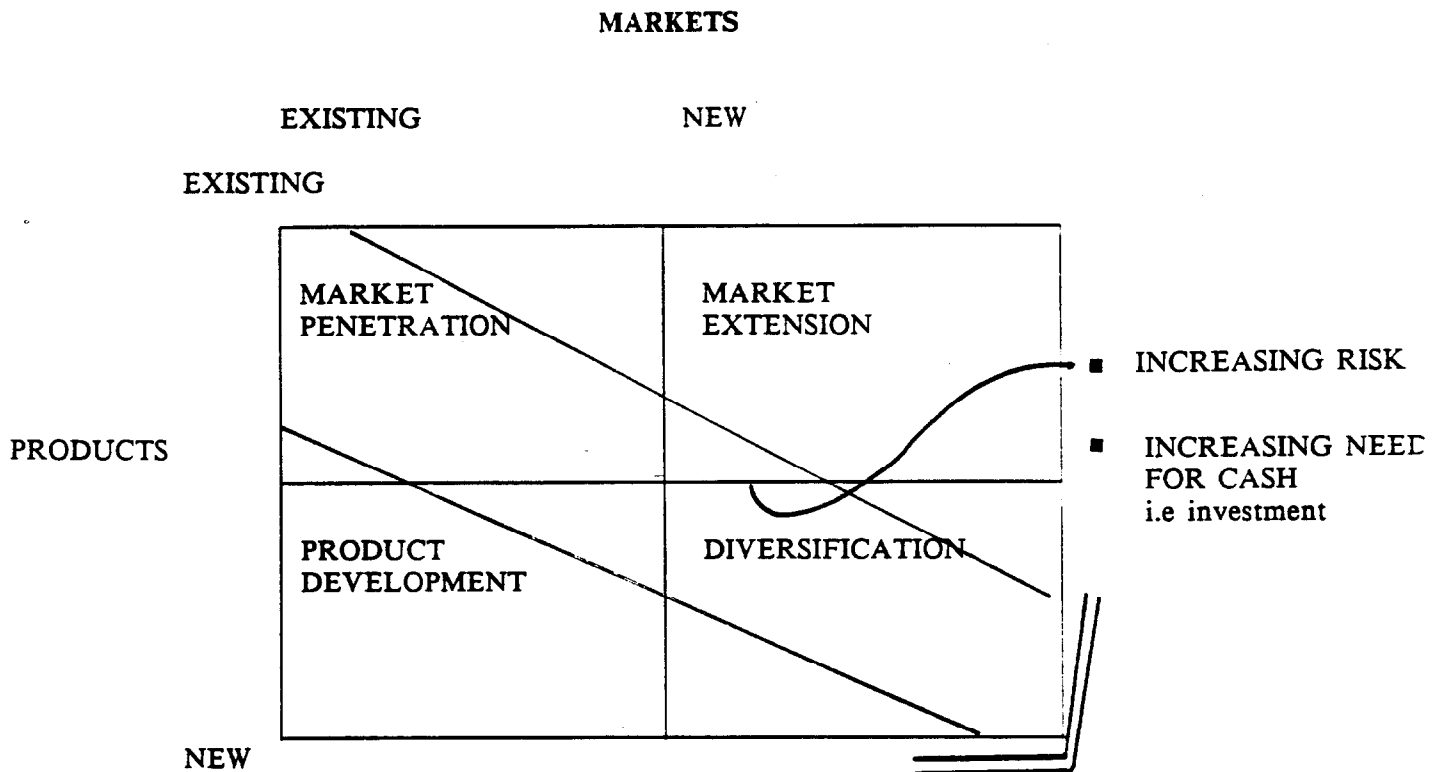 MARKETS
EXISTING NEW
EXISTING
MARKET
PENETRATION
MARKET
EXTENSION
■ INCREASING RISK
PRODUCTS
■ INCREASING NEED
FOR CASH
i.e investment
PRODUCT
DEVELOPMENT
DIVERSIFICATION
NEW